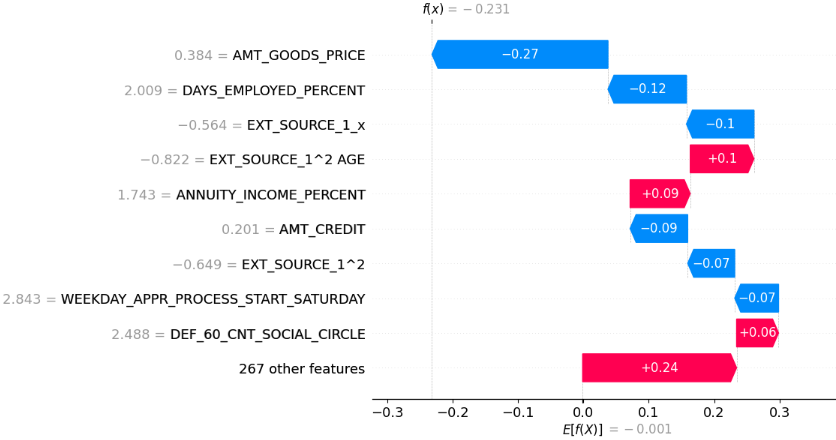 f(x) = −0.231
0.384 = AMT_GOODS_PRICE −0.27
2.009 = DAYS_EMPLOYED_PERCENT −0.12
−0.564 = EXT_SOURCE_1_x −0.1
−0.822 = EXT_SOURCE_1^2 AGE +0.1
1.743 = ANNUITY_INCOME_PERCENT +0.09
0.201 = AMT_CREDIT −0.09
−0.649 = EXT_SOURCE_1^2 −0.07
2.843 = WEEKDAY_APPR_PROCESS_START_SATURDAY −0.07
2.488 = DEF_60_CNT_SOCIAL_CIRCLE +0.06
267 other features +0.24
−0.3 −0.2 −0.1 0.0 0.1 0.2 0.3
E[f(X)] = −0.001